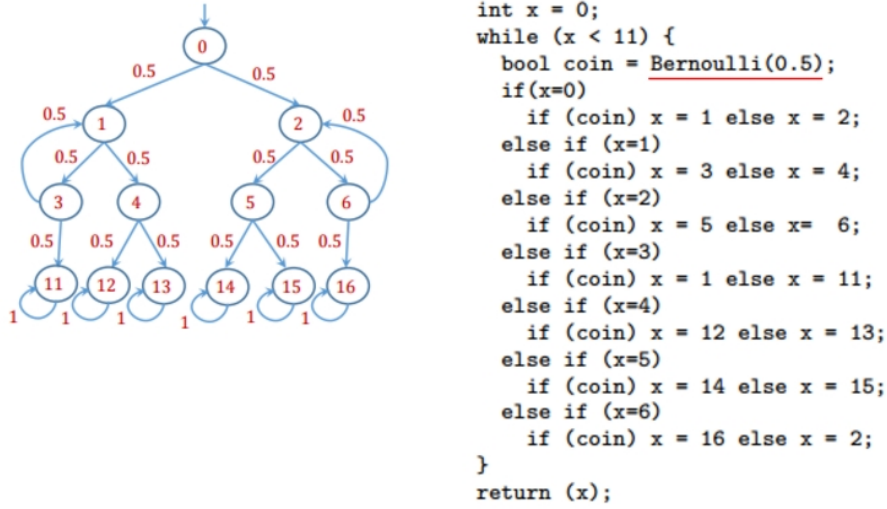 0
0.5 0.5
0.5 1 2 0.5
0.5 0.5 0.5 0.5
3 4 5 6
0.5 0.5 0.5 0.5 0.5 0.5
11 12 13 14 15 16
1 1 1 1 1 1
int x = 0;
while (x < 11) {
bool coin = Bernoulli(0.5);
if(x=0)
if (coin) x = 1 else x = 2;
else if (x=1)
if (coin) x = 3 else x = 4;
else if (x=2)
if (coin) x = 5 else x= 6;
else if (x=3)
if (coin) x = 1 else x = 11;
else if (x=4)
if (coin) x = 12 else x = 13;
else if (x=5)
if (coin) x = 14 else x = 15;
else if (x=6)
if (coin) x = 16 else x = 2;
}
return (x);